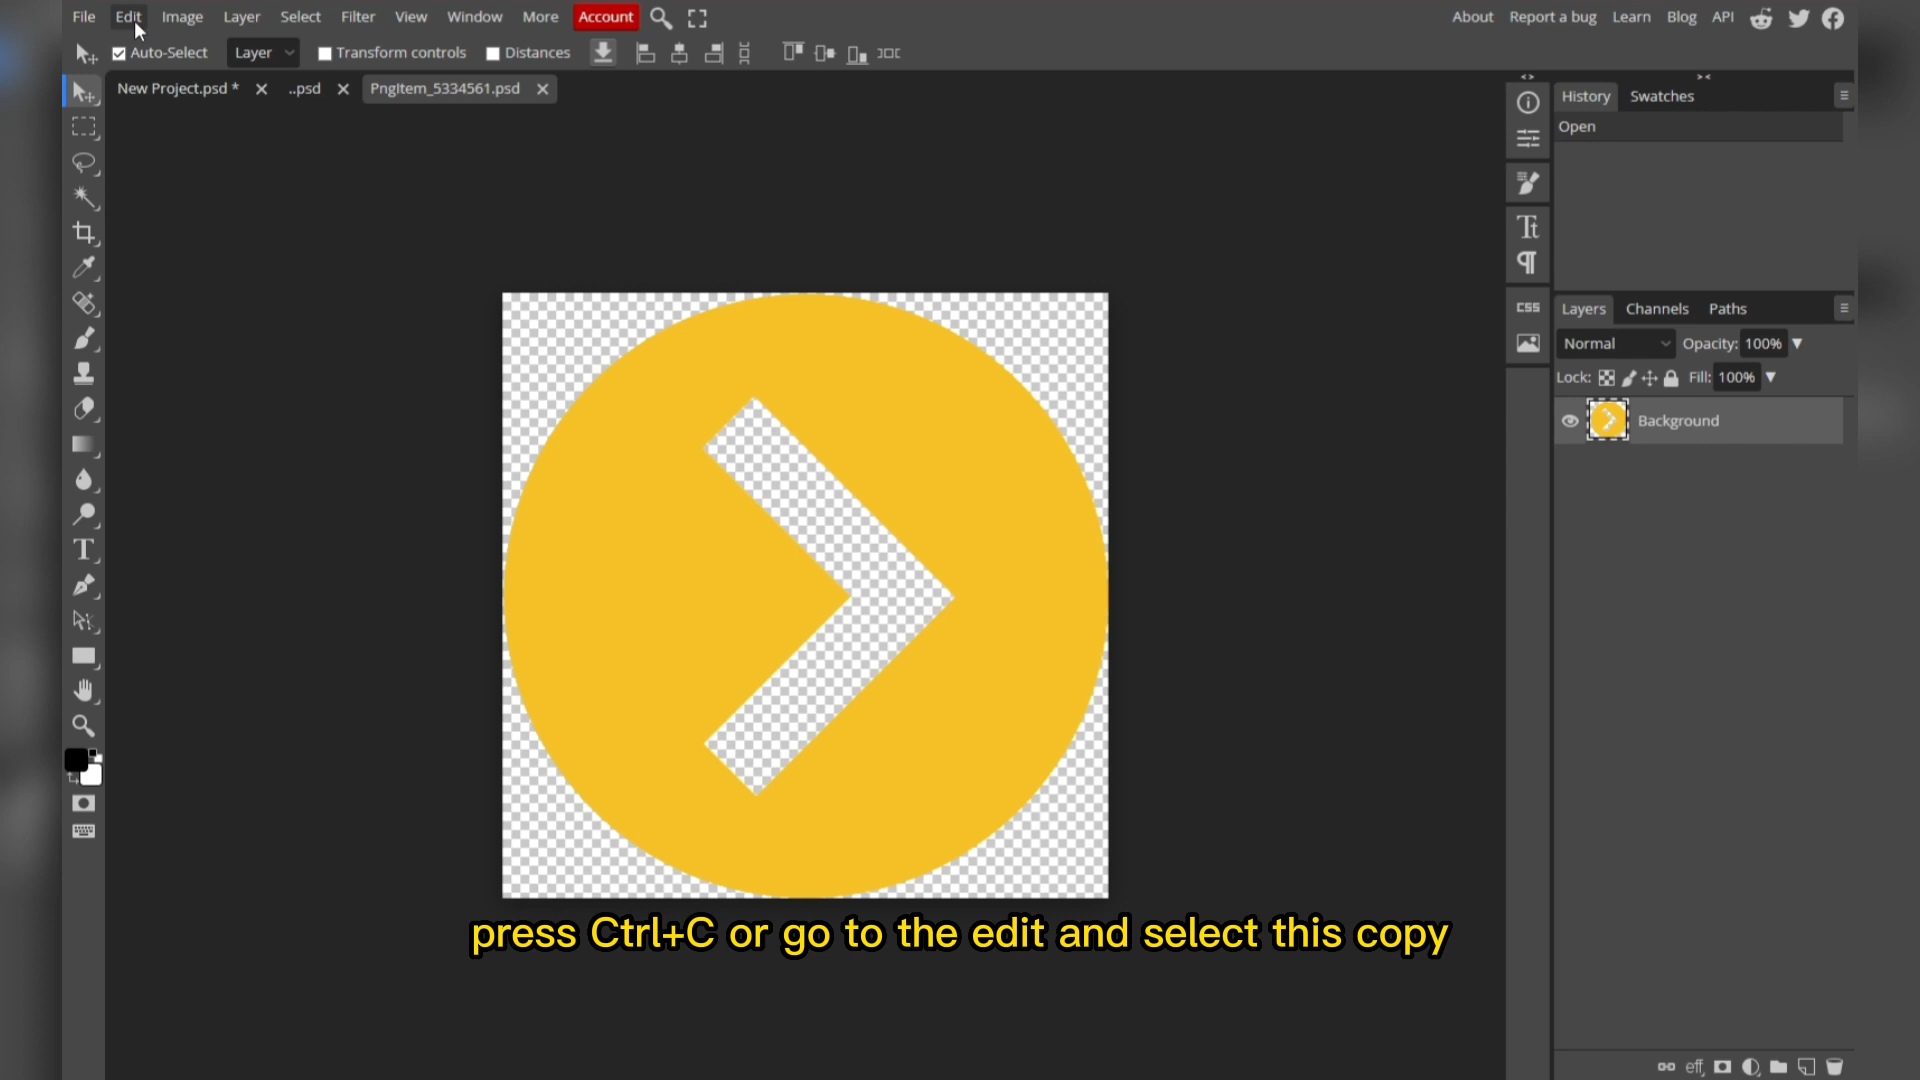 File Edit Image Layer Select Filter View Window More Account About Report a bug Learn Blog API
Auto-Select Layer Transform controls Distances
New Project.psd * ..psd PngItem_5334561.psd
History Swatches
Open
Tt
CSS
Layers Channels Paths
Normal Opacity: 100%
Lock: Fill: 100%
Background
T
press Ctrl+C or go to the edit and select this copy
eff